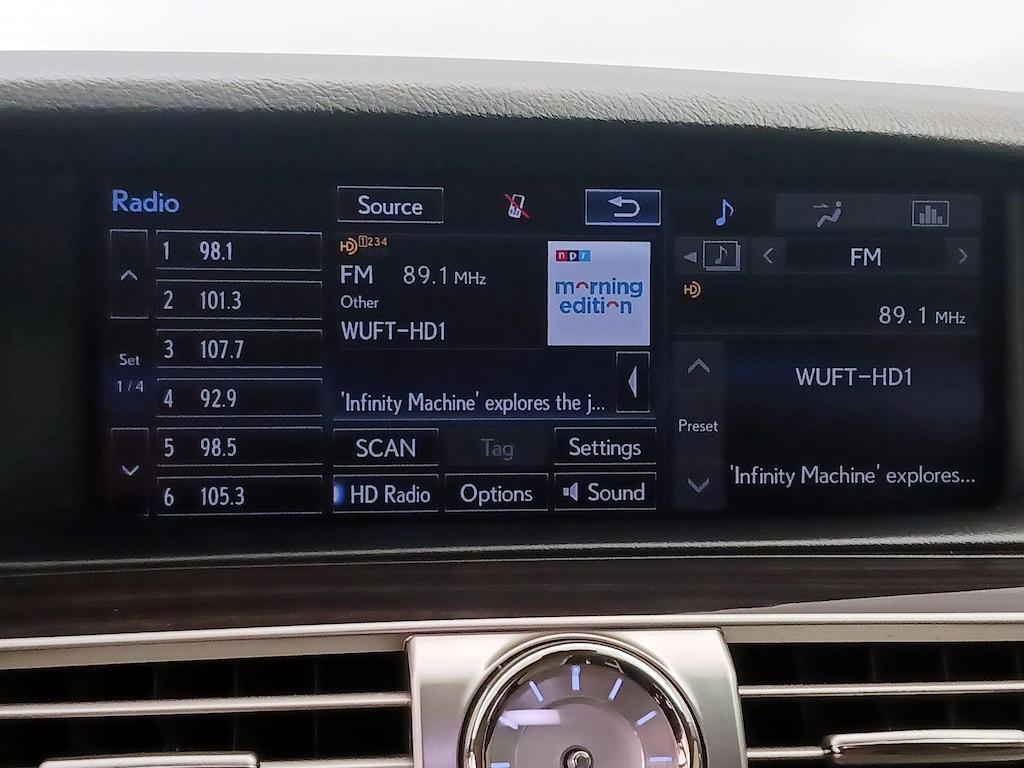 Radio
Source
1 98.1
2 101.3
3 107.7
4 92.9
5 98.5
6 105.3
Set
1/4
HD 1234
FM 89.1 MHz
Other
WUFT-HD1
npr
morning
edition
'Infinity Machine' explores the j...
SCAN
Tag
Settings
HD Radio
Options
Sound
FM
HD
89.1 MHz
WUFT-HD1
Preset
'Infinity Machine' explores...